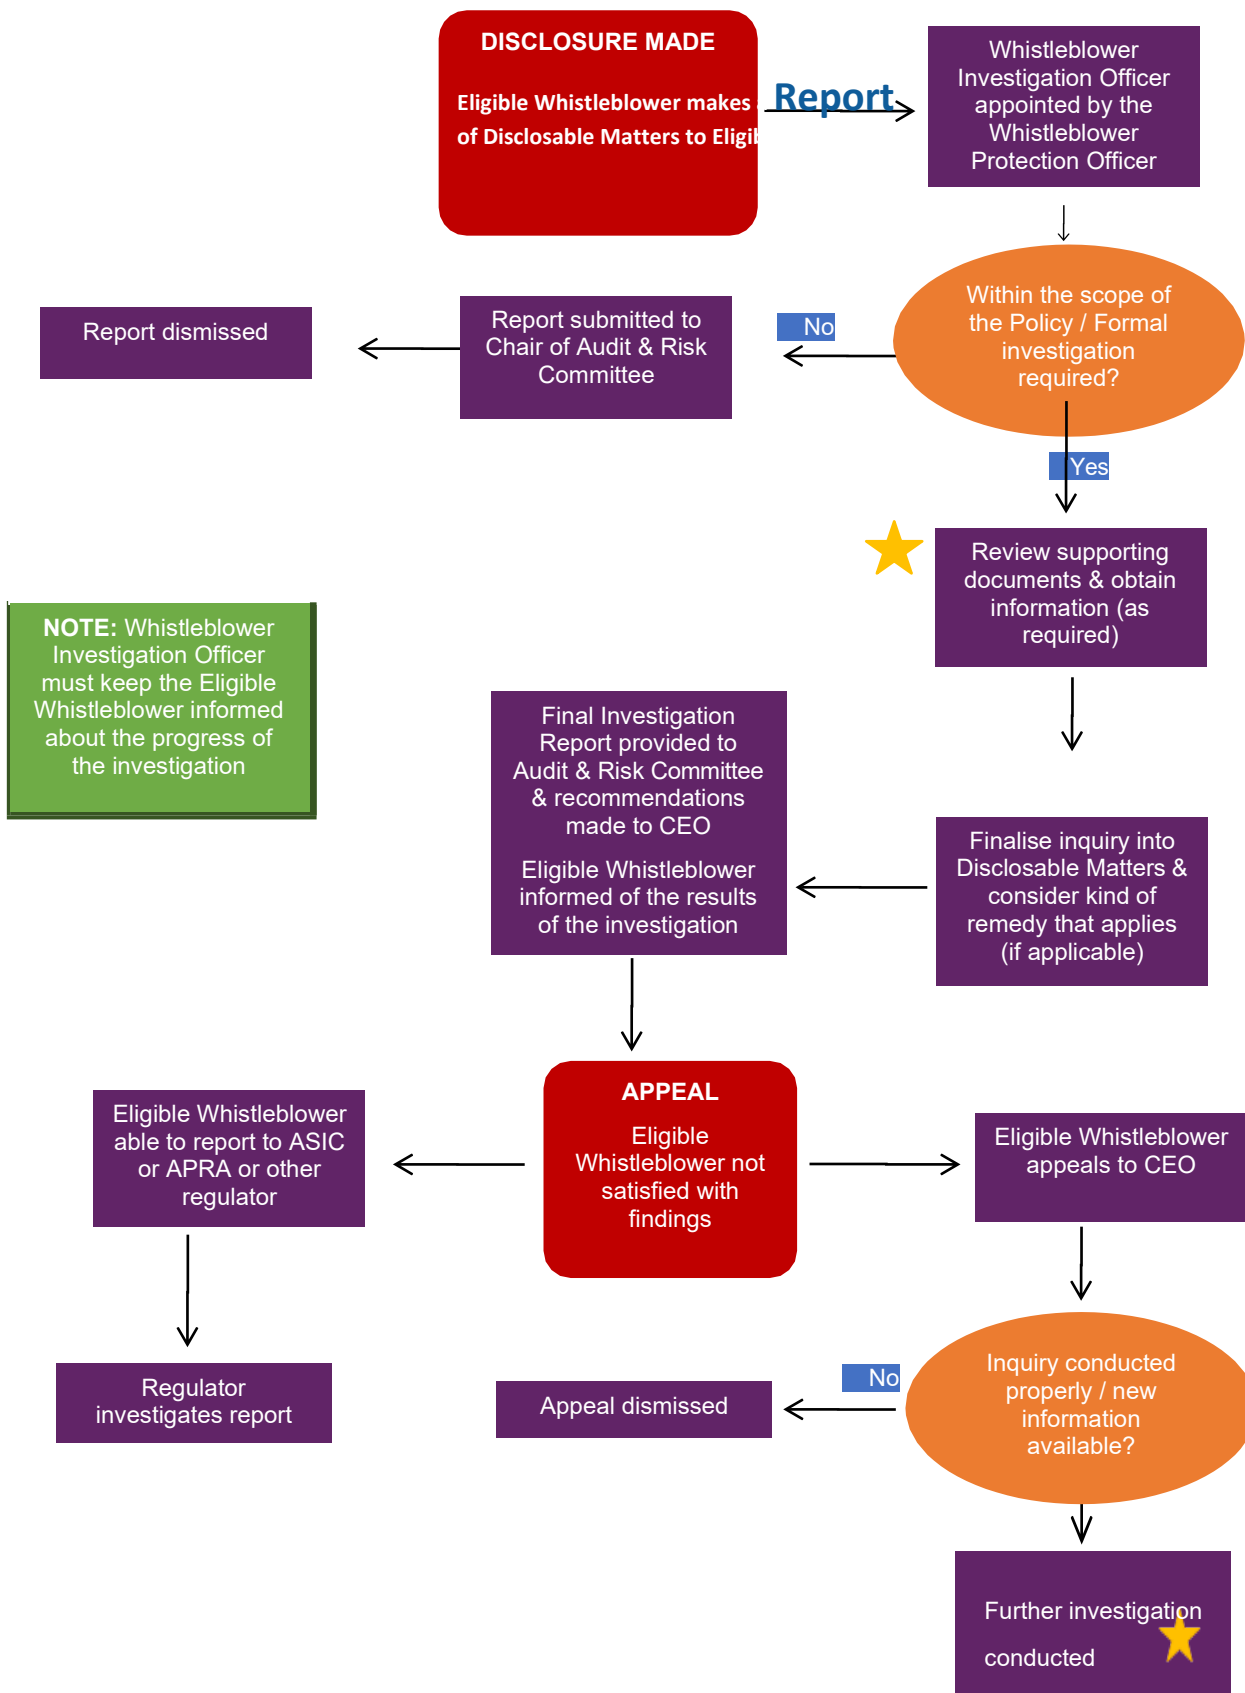 DISCLOSURE MADE
Eligible Whistleblower makes
of Disclosable Matters to
Report
Whistleblower
Investigation Officer
appointed by the
Whistleblower
Protection Officer
Within the scope of
the Policy / Formal
investigation
required?
No
Report submitted to
Chair of Audit & Risk
Committee
Report dismissed
Yes
Review supporting
documents & obtain
information (as
required)
NOTE: Whistleblower
Investigation Officer
must keep the Eligible
Whistleblower informed
about the progress of
the investigation
Final Investigation
Report provided to
Audit & Risk Committee
& recommendations
made to CEO
Eligible Whistleblower
informed of the results
of the investigation
Finalise inquiry into
Disclosable Matters &
consider kind of
remedy that applies
(if applicable)
APPEAL
Eligible
Whistleblower not
satisfied with
findings
Eligible Whistleblower
able to report to ASIC
or APRA or other
regulator
Eligible Whistleblower
appeals to CEO
Regulator
investigates report
Inquiry conducted
properly / new
information
available?
No
Appeal dismissed
Further investigation
conducted